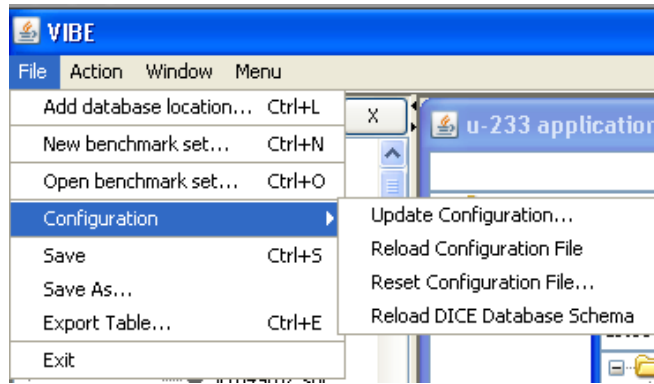 VIBE
File Action Window Menu
Add database location... Ctrl+L
X
u-233 application
New benchmark set... Ctrl+N
Open benchmark set... Ctrl+O
Configuration
Update Configuration...
Reload Configuration File
Reset Configuration File...
Reload DICE Database Schema
Save Ctrl+S
Save As...
Export Table... Ctrl+E
Exit